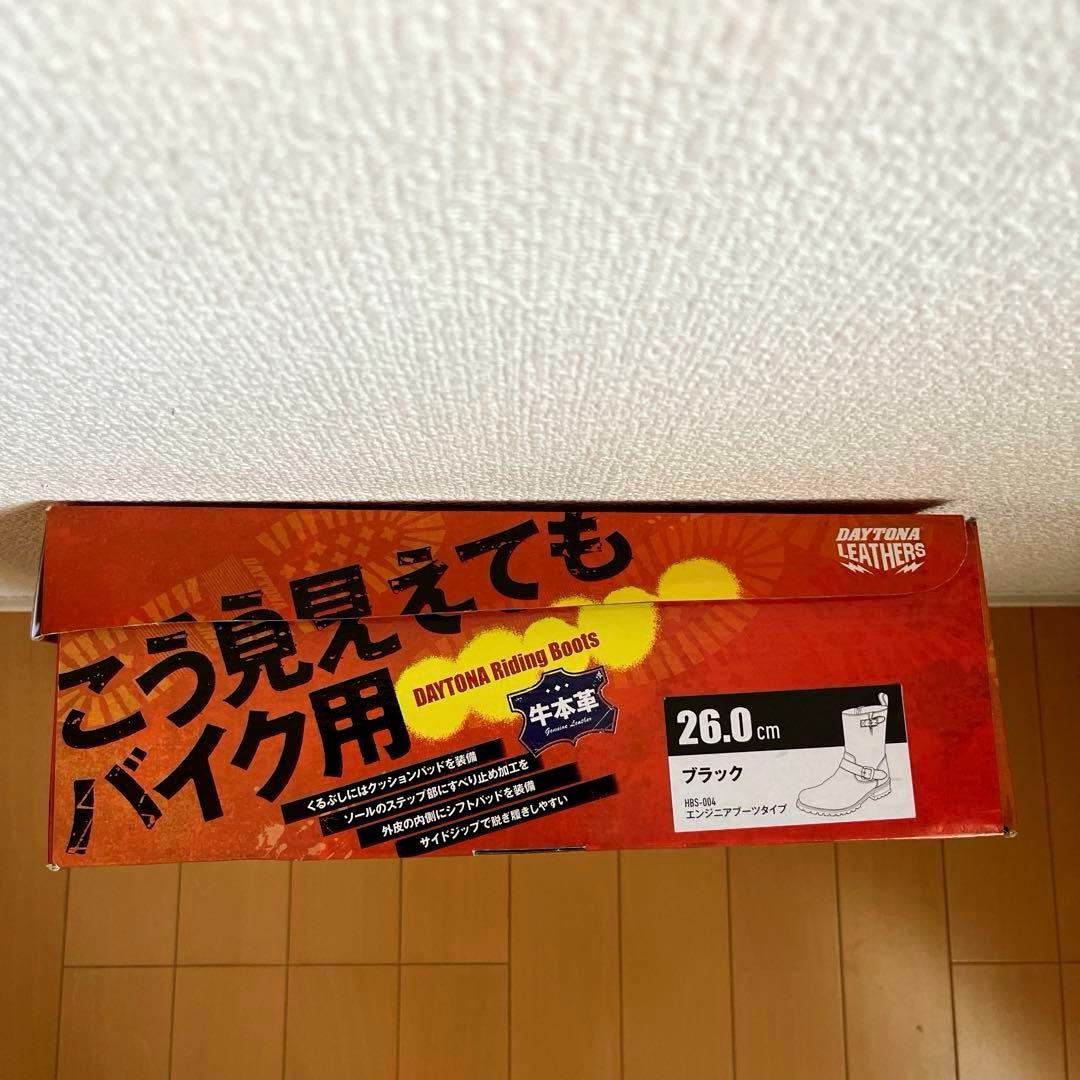 こう見えても
バイク用
DAYTONA Riding Boots
牛本革
Genuine Leather
くるぶしにはクッションパッドを装備
ソールのステップ部にすべり止め加工を
外皮の内側にシフトパッドを装備
サイドジップで脱ぎ履きしやすい
DAYTONA
LEATHERS
26.0cm
ブラック
HBS-004
エンジニアブーツタイプ
DAYTONA